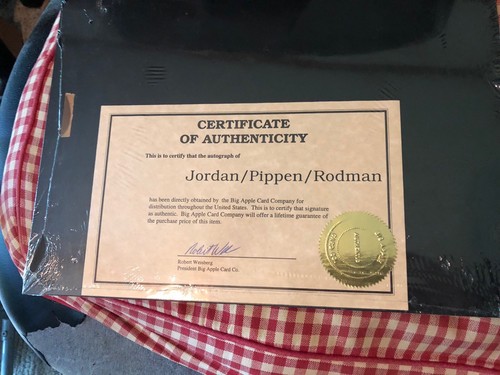 CERTIFICATE
OF AUTHENTICITY
This is to certify that the autograph of
Jordan/Pippen/Rodman
has been directly obtained by the Big Apple Card Company for
distribution throughout the United States. This is to certify that signature
as authentic. Big Apple Card Company will offer a lifetime guarantee of
the purchase price of this item.
Robert Weinberg
President Big Apple Card Co.